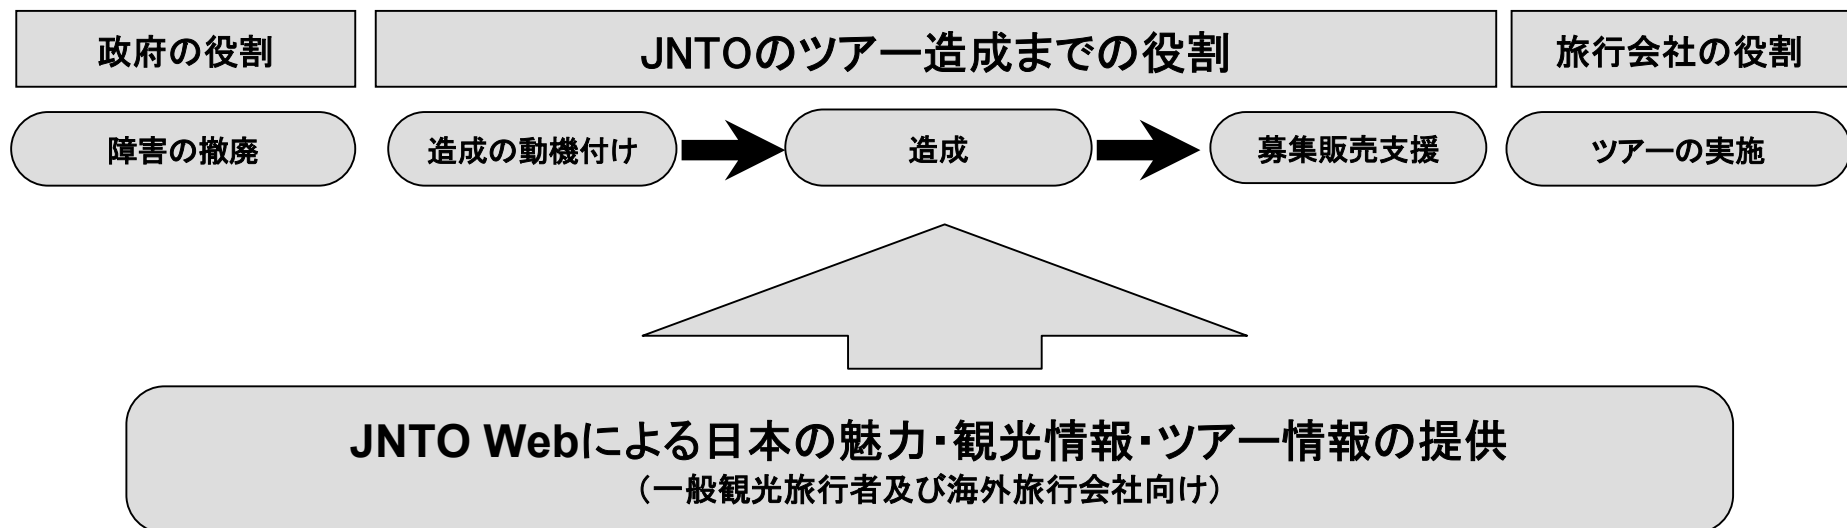 政府の役割
JNTOのツアー造成までの役割
旅行会社の役割
障害の撤廃
造成の動機付け
造成
募集販売支援
ツアーの実施
JNTO Webによる日本の魅力・観光情報・ツアー情報の提供
（一般観光旅行者及び海外旅行会社向け）